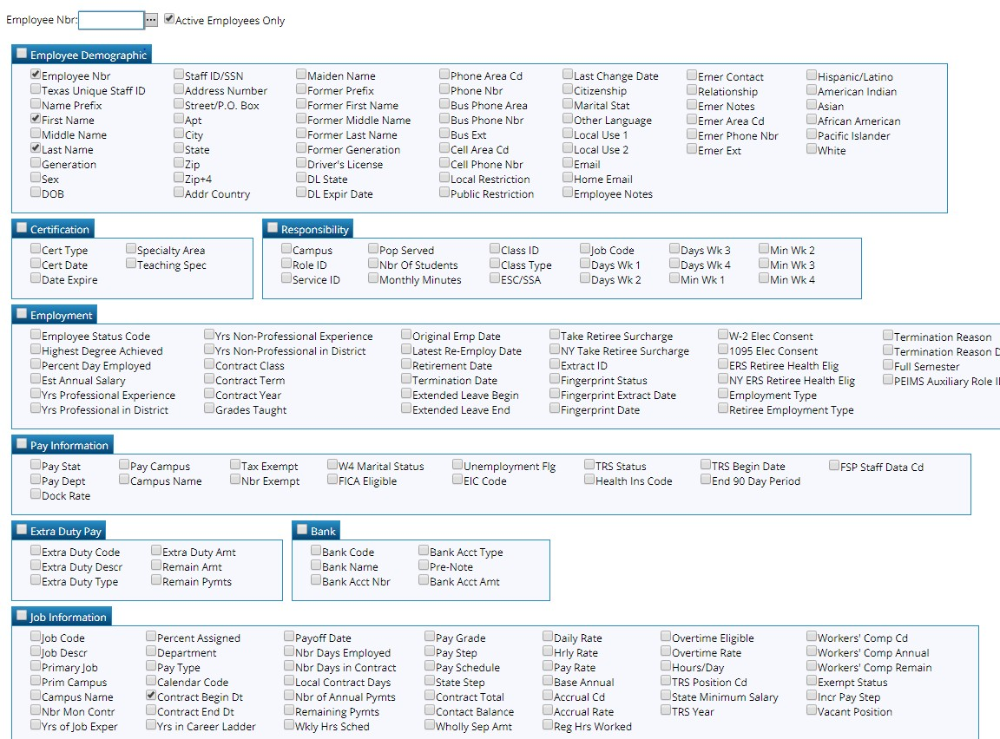 Employee Nbr: ... Active Employees Only
Employee Demographic
Employee Nbr Staff ID/SSN Maiden Name Phone Area Cd Last Change Date Emer Contact Hispanic/Latino
Texas Unique Staff ID Address Number Former Prefix Phone Nbr Citizenship Relationship American Indian
Name Prefix Street/P.O. Box Former First Name Bus Phone Area Marital Stat Emer Notes Asian
First Name Apt Former Middle Name Bus Phone Nbr Other Language Emer Area Cd African American
Middle Name City Former Last Name Bus Ext Local Use 1 Emer Phone Nbr Pacific Islander
Last Name State Former Generation Cell Area Cd Local Use 2 Emer Ext White
Generation Zip Driver's License Cell Phone Nbr Email
Sex Zip+4 DL State Local Restriction Home Email
DOB Addr Country DL Expir Date Public Restriction Employee Notes
Certification
Cert Type Specialty Area
Cert Date Teaching Spec
Date Expire
Responsibility
Campus Pop Served Class ID Job Code Days Wk 3 Min Wk 2
Role ID Nbr Of Students Class Type Days Wk 1 Days Wk 4 Min Wk 3
Service ID Monthly Minutes ESC/SSA Days Wk 2 Min Wk 1 Min Wk 4
Employment
Employee Status Code Yrs Non-Professional Experience Original Emp Date Take Retiree Surcharge W-2 Elec Consent Termination Reason
Highest Degree Achieved Yrs Non-Professional in District Latest Re-Employ Date NY Take Retiree Surcharge 1095 Elec Consent Termination Reason D
Percent Day Employed Contract Class Retirement Date Extract ID ERS Retiree Health Elig Full Semester
Est Annual Salary Contract Term Termination Date Fingerprint Status NY ERS Retiree Health Elig PEIMS Auxiliary Role I
Yrs Professional Experience Contract Year Extended Leave Begin Fingerprint Extract Date Employment Type
Yrs Professional in District Grades Taught Extended Leave End Fingerprint Date Retiree Employment Type
Pay Information
Pay Stat Pay Campus Tax Exempt W4 Marital Status Unemployment Flg TRS Status TRS Begin Date FSP Staff Data Cd
Pay Dept Campus Name Nbr Exempt FICA Eligible EIC Code Health Ins Code End 90 Day Period
Dock Rate
Extra Duty Pay
Extra Duty Code Extra Duty Amt
Extra Duty Descr Remain Amt
Extra Duty Type Remain Pymts
Bank
Bank Code Bank Acct Type
Bank Name Pre-Note
Bank Acct Nbr Bank Acct Amt
Job Information
Job Code Percent Assigned Payoff Date Pay Grade Daily Rate Overtime Eligible Workers' Comp Cd
Job Descr Department Nbr Days Employed Pay Step Hrly Rate Overtime Rate Workers' Comp Annual
Primary Job Pay Type Nbr Days in Contract Pay Schedule Pay Rate Hours/Day Workers' Comp Remain
Prim Campus Calendar Code Local Contract Days State Step Base Annual TRS Position Cd Exempt Status
Campus Name Contract Begin Dt Nbr of Annual Pymts Contract Total Accrual Cd State Minimum Salary Incr Pay Step
Nbr Mon Contr Contract End Dt Remaining Pymts Contact Balance Accrual Rate TRS Year Vacant Position
Yrs of Job Exper Yrs in Career Ladder Wkly Hrs Sched Wholly Sep Amt Reg Hrs Worked